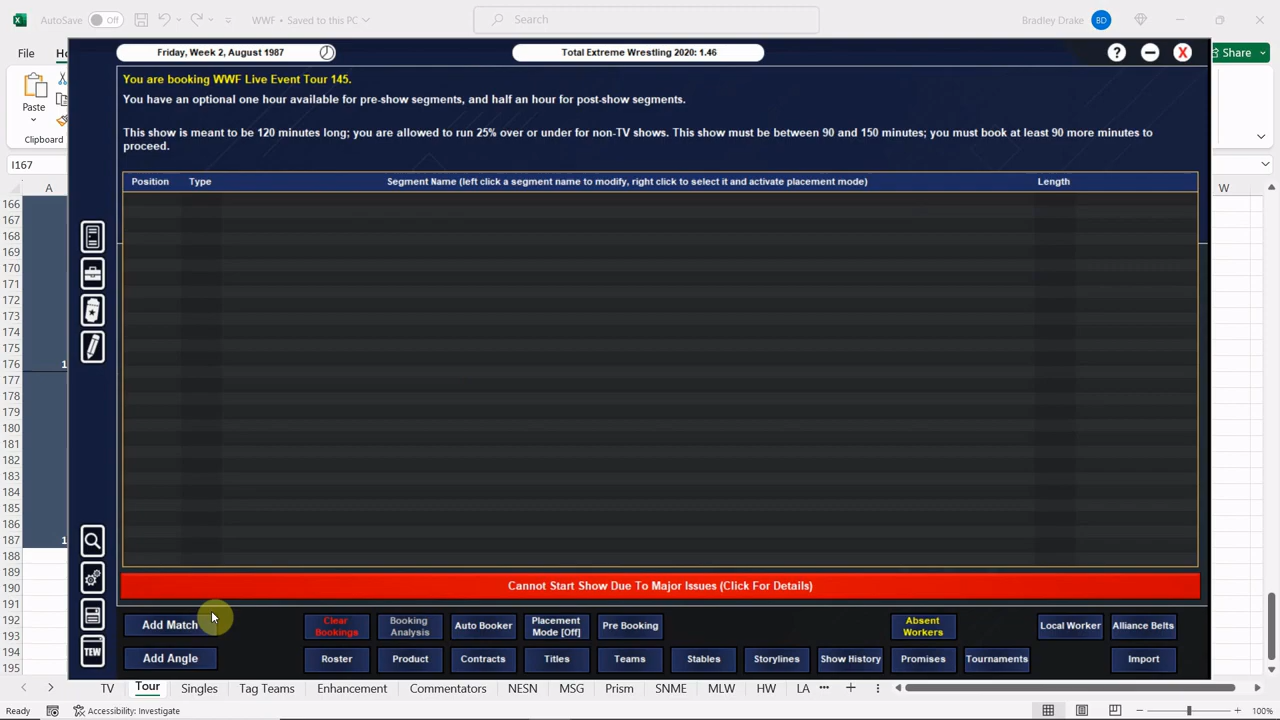 AutoSave Off WWF • Saved to this PC Search Bradley Drake BD
File Ho Share
Friday, Week 2, August 1987 Total Extreme Wrestling 2020: 1.46 ? X
You are booking WWF Live Event Tour 145.
You have an optional one hour available for pre-show segments, and half an hour for post-show segments.
This show is meant to be 120 minutes long; you are allowed to run 25% over or under for non-TV shows. This show must be between 90 and 150 minutes; you must book at least 90 more minutes to
proceed.
Paste
Clipboard
I167
A W
Position Type Segment Name (left click a segment name to modify, right click to select it and activate placement mode) Length
166
167
168
169
170
171
172
173
174
175
176 1
177
178
179
480
481
482
183
184
185
186
187 1
188
189
190
191
192
193
194
195
Cannot Start Show Due To Major Issues (Click For Details)
Add Match Clear Bookings Booking Analysis Auto Booker Placement Mode [Off] Pre Booking Absent Workers Local Worker Alliance Belts
Add Angle Roster Product Contracts Titles Teams Stables Storylines Show History Promises Tournaments Import
TEW
TV Tour Singles Tag Teams Enhancement Commentators NESN MSG Prism SNME MLW HW LA ••• +
Ready Accessibility: Investigate 100%